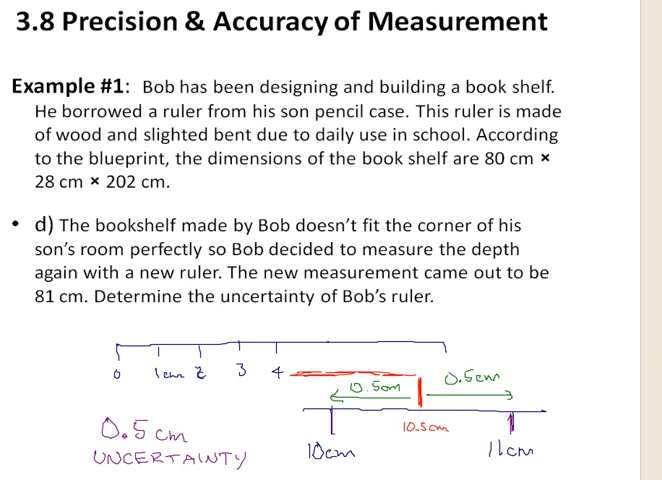 3.8 Precision & Accuracy of Measurement
Example #1: Bob has been designing and building a book shelf.
He borrowed a ruler from his son pencil case. This ruler is made
of wood and slighted bent due to daily use in school. According
to the blueprint, the dimensions of the book shelf are 80 cm ×
28 cm × 202 cm.
• d) The bookshelf made by Bob doesn't fit the corner of his
son's room perfectly so Bob decided to measure the depth
again with a new ruler. The new measurement came out to be
81 cm. Determine the uncertainty of Bob's ruler.
0 1cm 2 3 4
0.5cm 0.5cm
10.5cm
10cm 11cm
0.5 cm
UNCERTAINTY